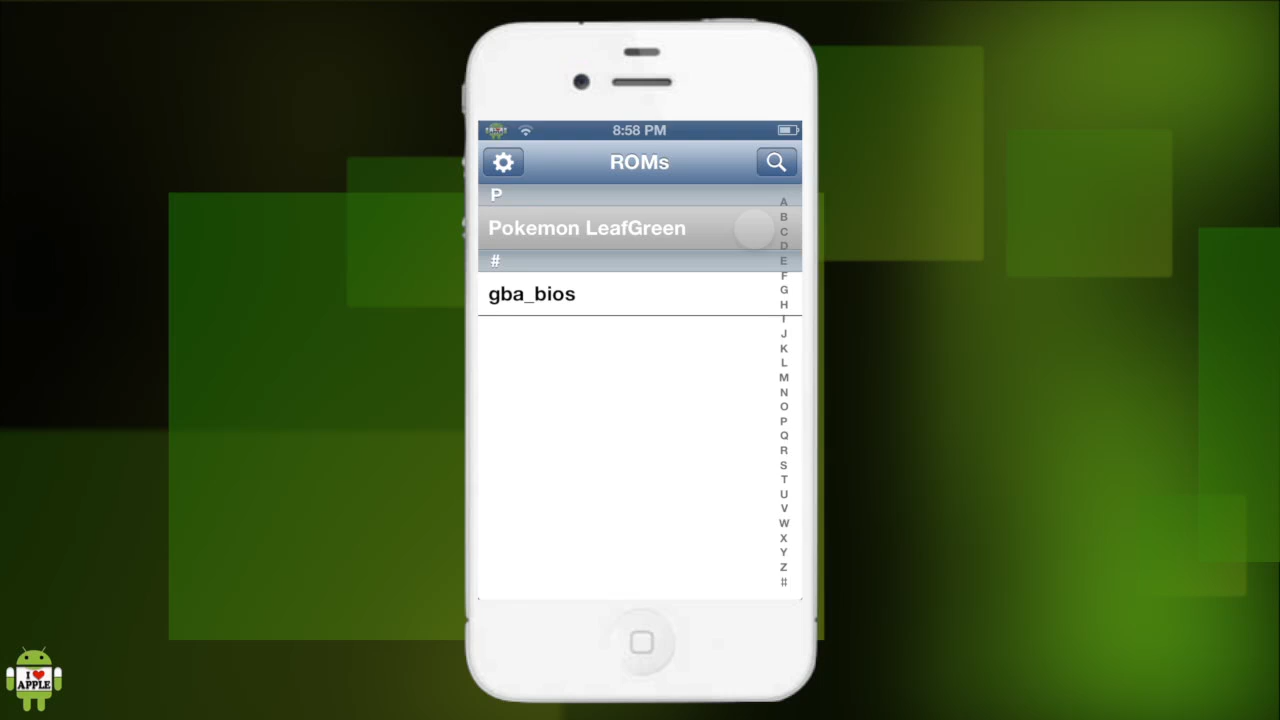 8:58 PM
ROMs
P
Pokemon LeafGreen
#
gba_bios
A
B
C
D
E
F
G
H
I
J
K
L
M
N
O
P
Q
R
S
T
U
V
W
X
Y
Z
#
I ❤
APPLE